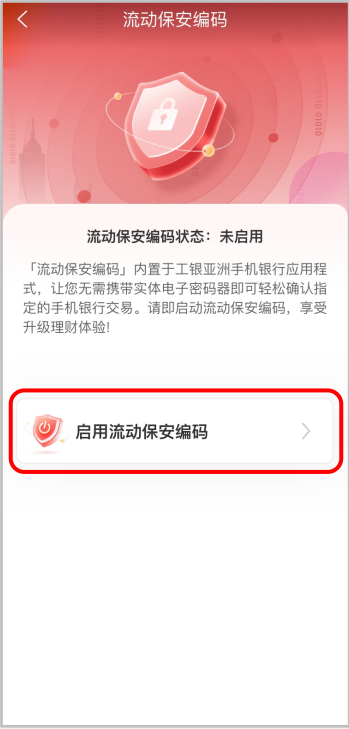 流动保安编码
01010
流动保安编码状态：未启用
「流动保安编码」内置于工银亚洲手机银行应用程
式，让您无需携带实体电子密码器即可轻松确认指
定的手机银行交易。请即启动流动保安编码，享受
升级理财体验!
启用流动保安编码